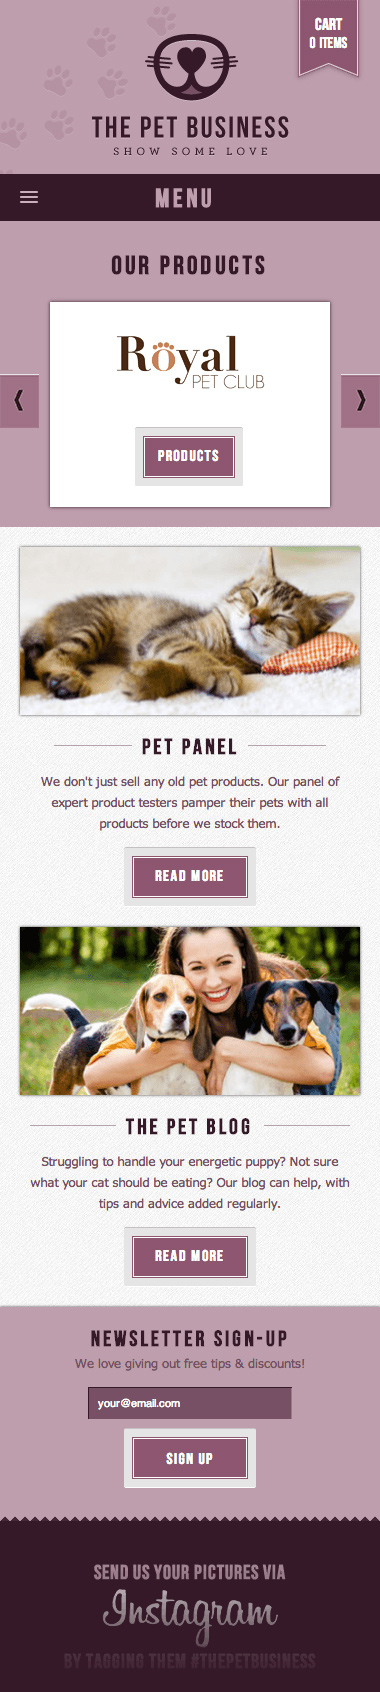 CART
0 ITEMS
THE PET BUSINESS
SHOW SOME LOVE
MENU
OUR PRODUCTS
Royal
PET CLUB
PRODUCTS
PET PANEL
We don't just sell any old pet products. Our panel of
expert product testers pamper their pets with all
products before we stock them.
READ MORE
THE PET BLOG
Struggling to handle your energetic puppy? Not sure
what your cat should be eating? Our blog can help, with
tips and advice added regularly.
READ MORE
NEWSLETTER SIGN-UP
We love giving out free tips & discounts!
your@email.com
SIGN UP
SEND US YOUR PICTURES VIA
Instagram
BY TAGGING THEM #THEPETBUSINESS